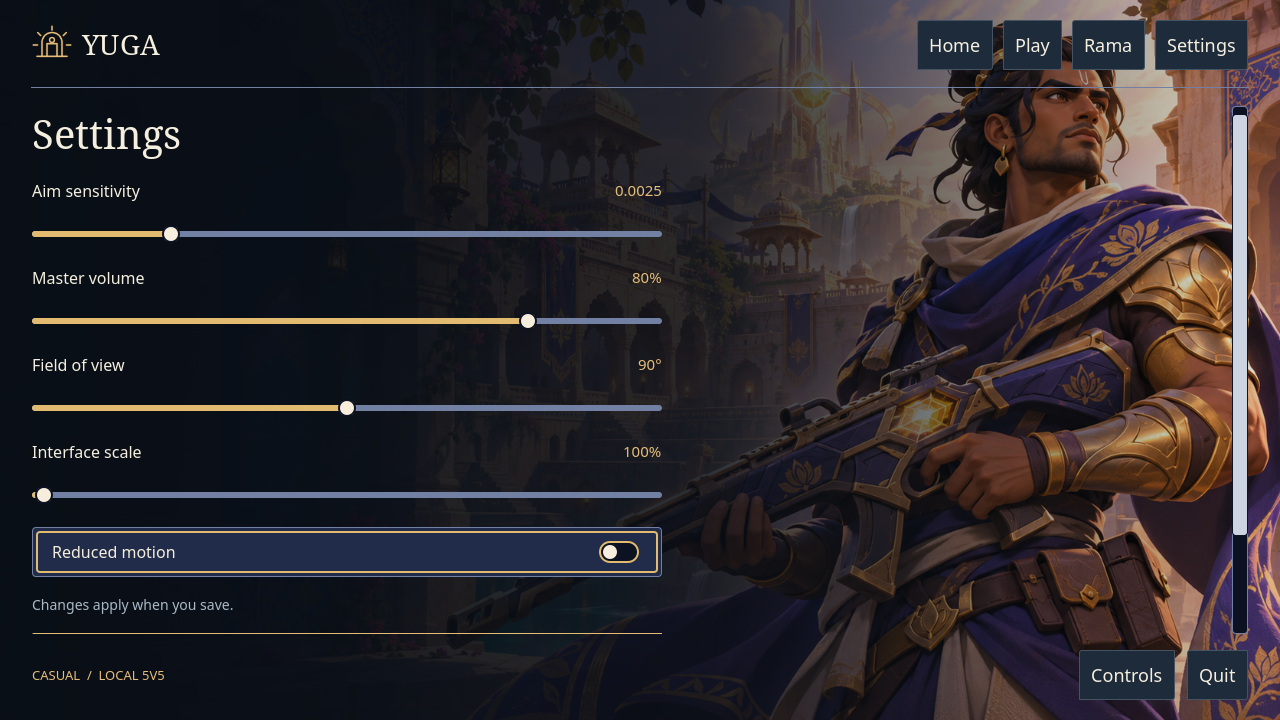 YUGA
Home
Play
Rama
Settings
Settings
Aim sensitivity
0.0025
Master volume
80%
Field of view
90°
Interface scale
100%
Reduced motion
Changes apply when you save.
CASUAL / LOCAL 5V5
Controls
Quit